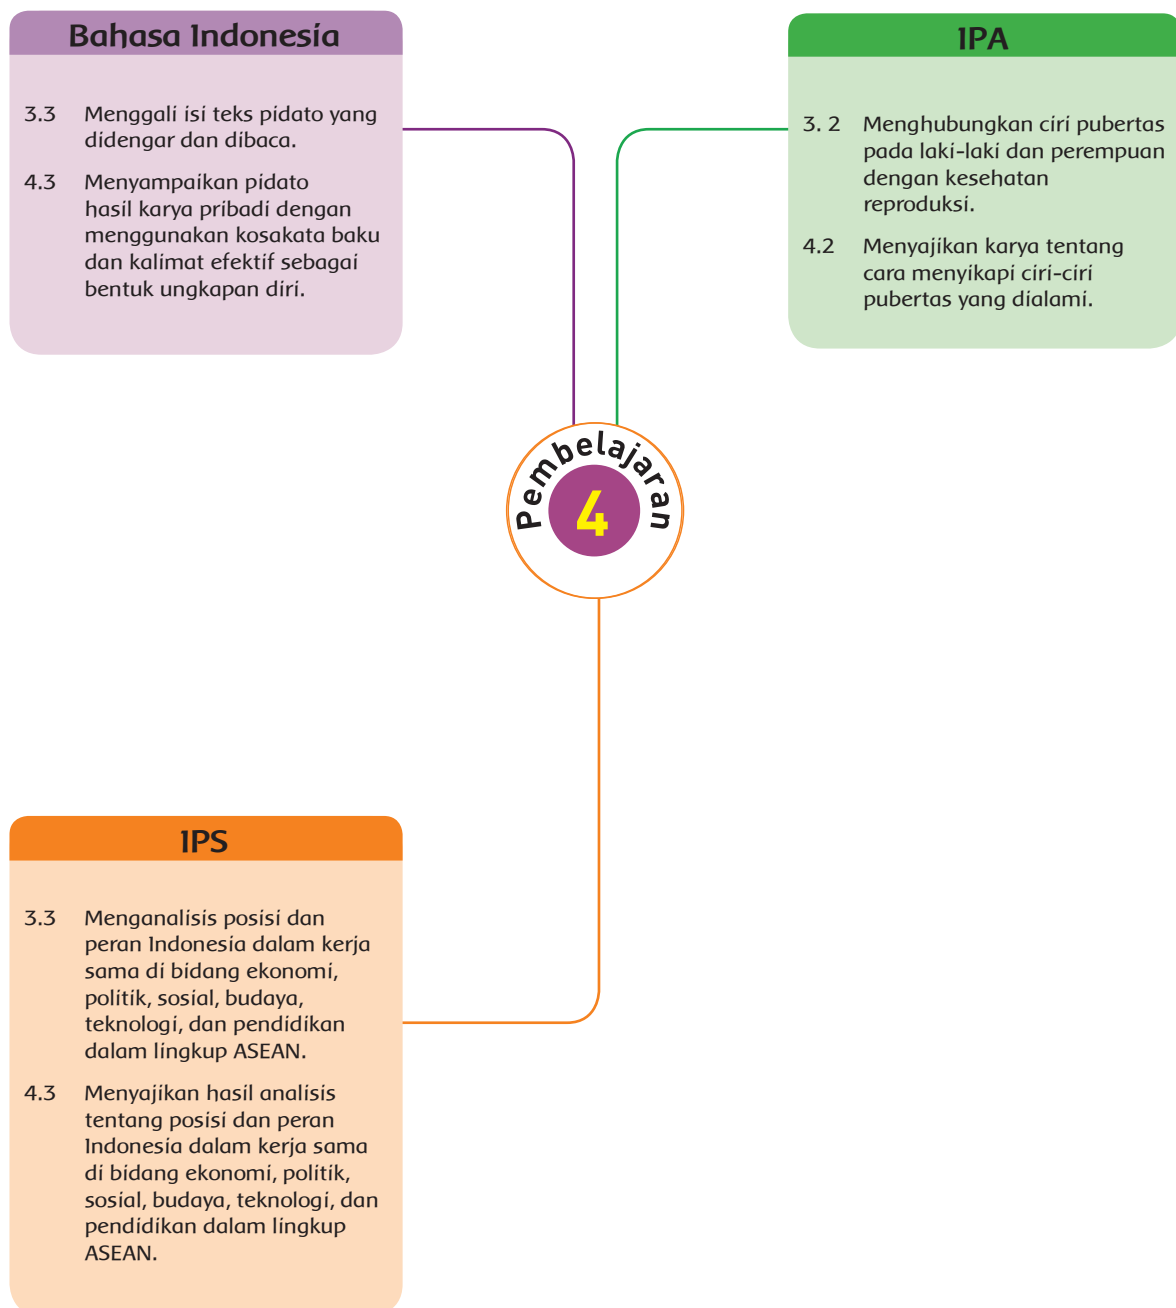 Bahasa Indonesia
3.3 Menggali isi teks pidato yang
didengar dan dibaca.
4.3 Menyampaikan pidato
hasil karya pribadi dengan
menggunakan kosakata baku
dan kalimat efektif sebagai
bentuk ungkapan diri.
IPA
3. 2 Menghubungkan ciri pubertas
pada laki-laki dan perempuan
dengan kesehatan
reproduksi.
4.2 Menyajikan karya tentang
cara menyikapi ciri-ciri
pubertas yang dialami.
Pembelajaran
4
IPS
3.3 Menganalisis posisi dan
peran Indonesia dalam kerja
sama di bidang ekonomi,
politik, sosial, budaya,
teknologi, dan pendidikan
dalam lingkup ASEAN.
4.3 Menyajikan hasil analisis
tentang posisi dan peran
Indonesia dalam kerja sama
di bidang ekonomi, politik,
sosial, budaya, teknologi, dan
pendidikan dalam lingkup
ASEAN.